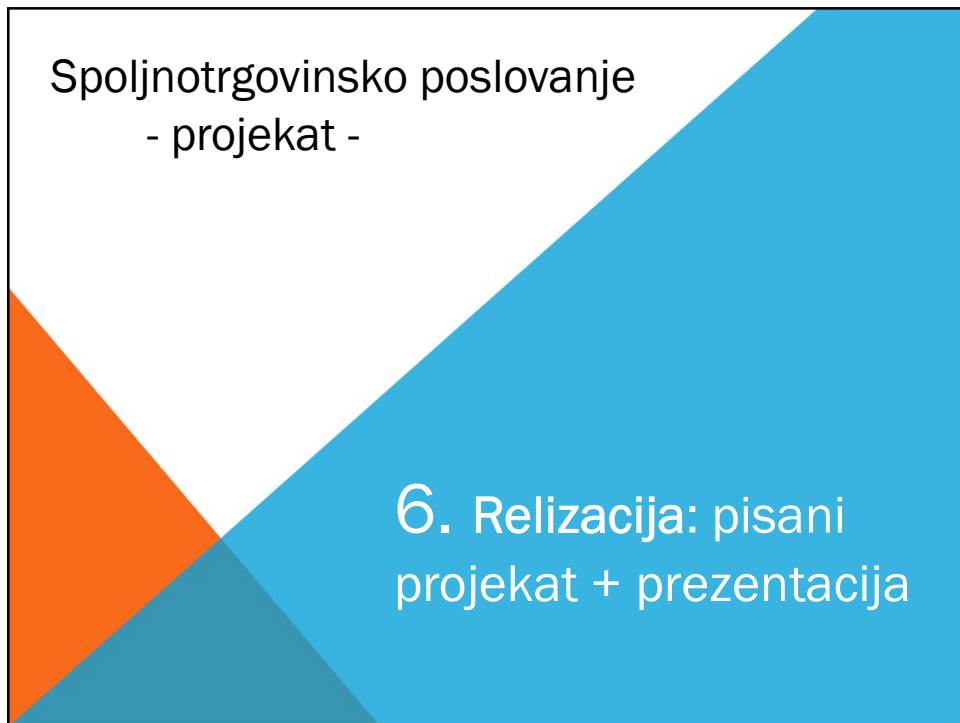 Spoljnotrgovinsko poslovanje
- projekat -
6. Relizacija: pisani
projekat + prezentacija